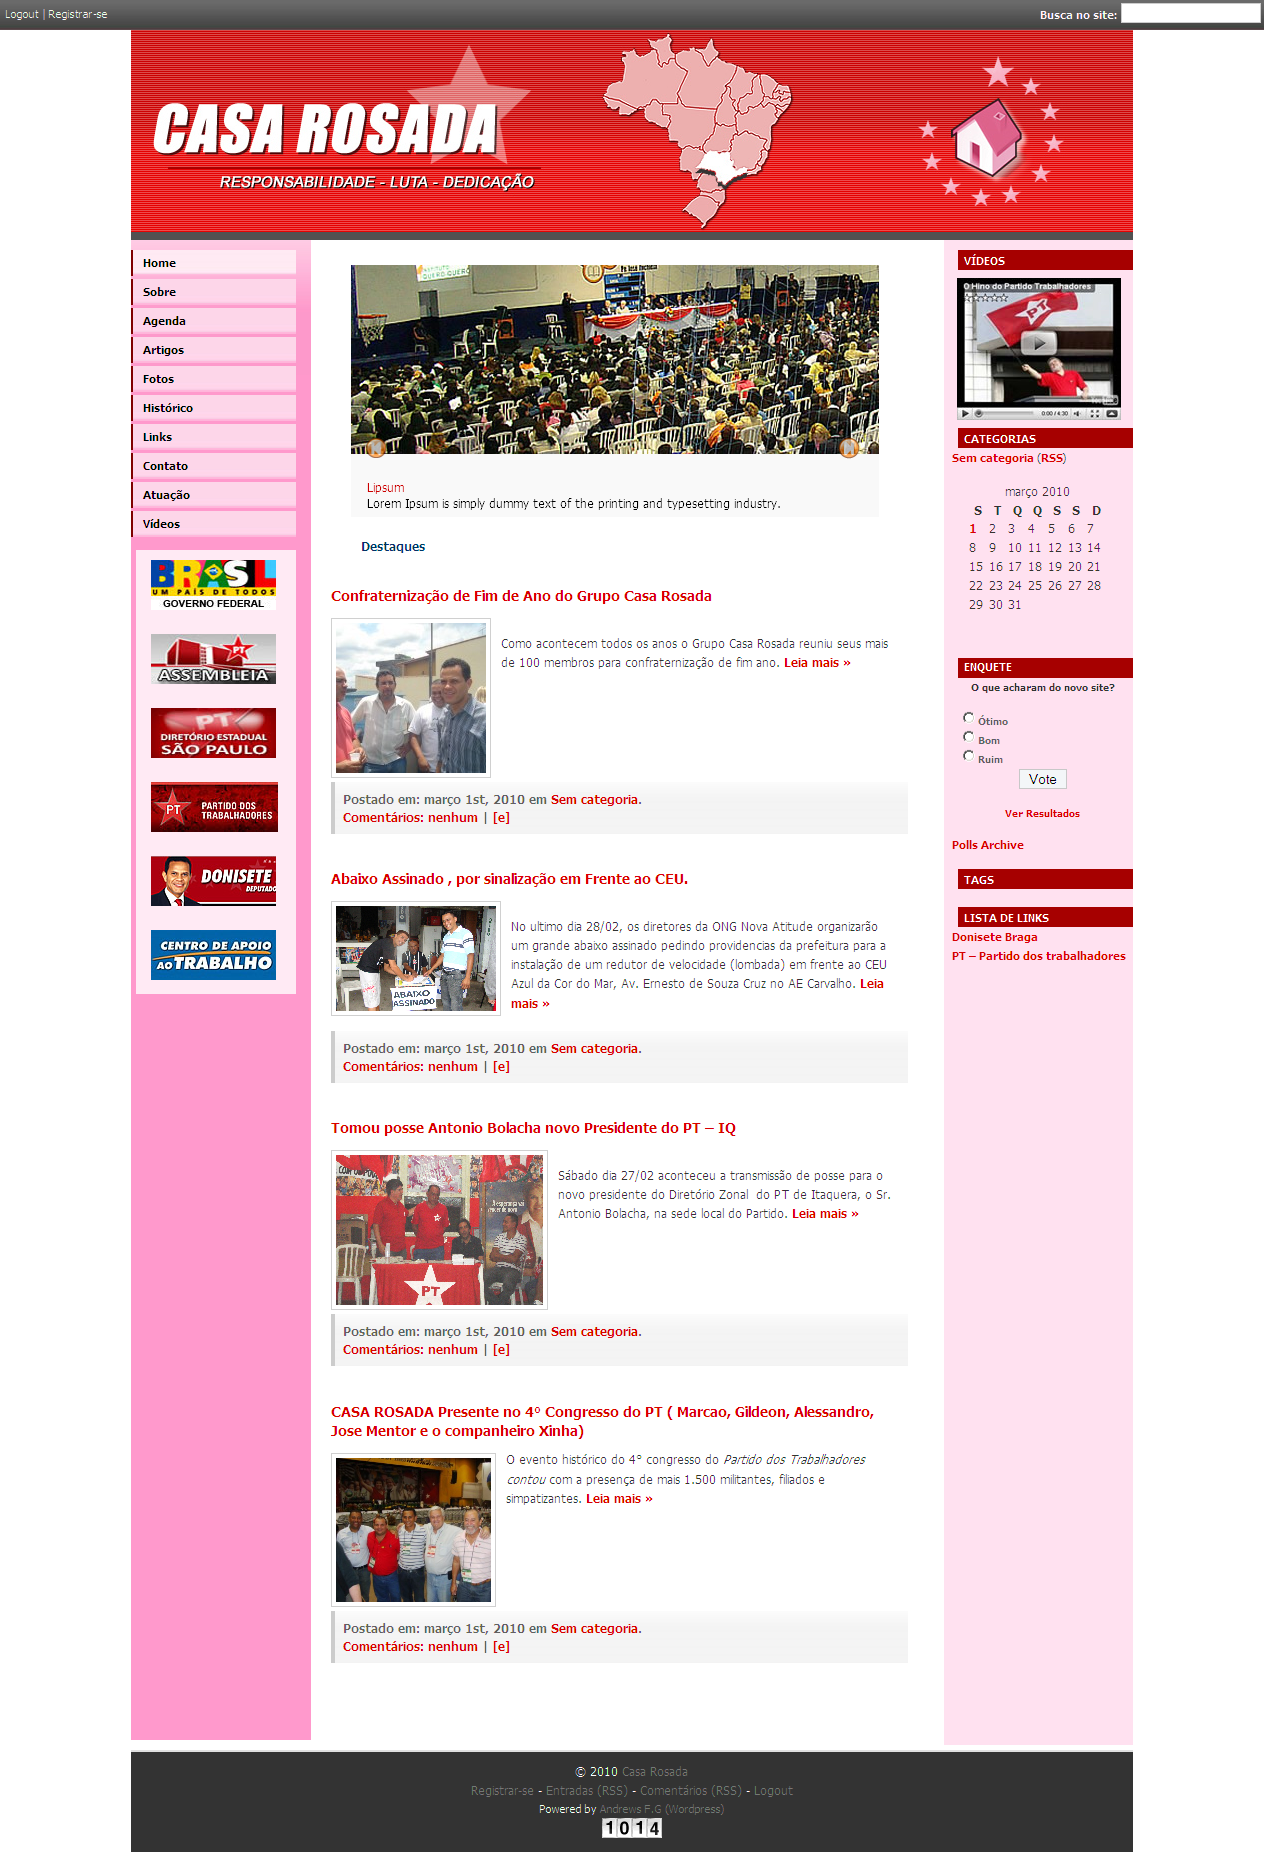 Logout | Registrar-se
Busca no site:
CASA ROSADA
RESPONSABILIDADE - LUTA - DEDICAÇÃO
Home
Sobre
Agenda
Artigos
Fotos
Histórico
Links
Contato
Atuação
Vídeos
BRASIL
UM PAÍS DE TODOS
GOVERNO FEDERAL
PT
ASSEMBLEIA
PT
DIRETÓRIO ESTADUAL
SÃO PAULO
PT
PARTIDO DOS
TRABALHADORES
DONISETE
DEPUTADO
CENTRO DE APOIO
AO TRABALHO
QUERO-QUERO
Lipsum
Lorem Ipsum is simply dummy text of the printing and typesetting industry.
Destaques
Confraternização de Fim de Ano do Grupo Casa Rosada
Como acontecem todos os anos o Grupo Casa Rosada reuniu seus mais
de 100 membros para confraternização de fim ano. Leia mais »
Postado em: março 1st, 2010 em Sem categoria.
Comentários: nenhum | [e]
Abaixo Assinado , por sinalização em Frente ao CEU.
ABAIXO
ASSINADO
No ultimo dia 28/02, os diretores da ONG Nova Atitude organizarão
um grande abaixo assinado pedindo providencias da prefeitura para a
instalação de um redutor de velocidade (lombada) em frente ao CEU
Azul da Cor do Mar, Av. Ernesto de Souza Cruz no AE Carvalho. Leia
mais »
Postado em: março 1st, 2010 em Sem categoria.
Comentários: nenhum | [e]
Tomou posse Antonio Bolacha novo Presidente do PT – IQ
PT
Sábado dia 27/02 aconteceu a transmissão de posse para o
novo presidente do Diretório Zonal  do PT de Itaquera, o Sr.
Antonio Bolacha, na sede local do Partido. Leia mais »
Postado em: março 1st, 2010 em Sem categoria.
Comentários: nenhum | [e]
CASA ROSADA Presente no 4º Congresso do PT ( Marcao, Gildeon, Alessandro,
Jose Mentor e o companheiro Xinha)
O evento histórico do 4° congresso do Partido dos Trabalhadores
contou com a presença de mais 1.500 militantes, filiados e
simpatizantes. Leia mais »
Postado em: março 1st, 2010 em Sem categoria.
Comentários: nenhum | [e]
VÍDEOS
O Hino do Partido Trabalhadores
PT
0:00 / 4:30
CATEGORIAS
Sem categoria (RSS)
março 2010
S T Q Q S S D
1 2 3 4 5 6 7
8 9 10 11 12 13 14
15 16 17 18 19 20 21
22 23 24 25 26 27 28
29 30 31
ENQUETE
O que acharam do novo site?
Ótimo
Bom
Ruim
Vote
Ver Resultados
Polls Archive
TAGS
LISTA DE LINKS
Donisete Braga
PT – Partido dos trabalhadores
© 2010 Casa Rosada
Registrar-se - Entradas (RSS) - Comentários (RSS) - Logout
Powered by Andrews F.G (Wordpress)
1014